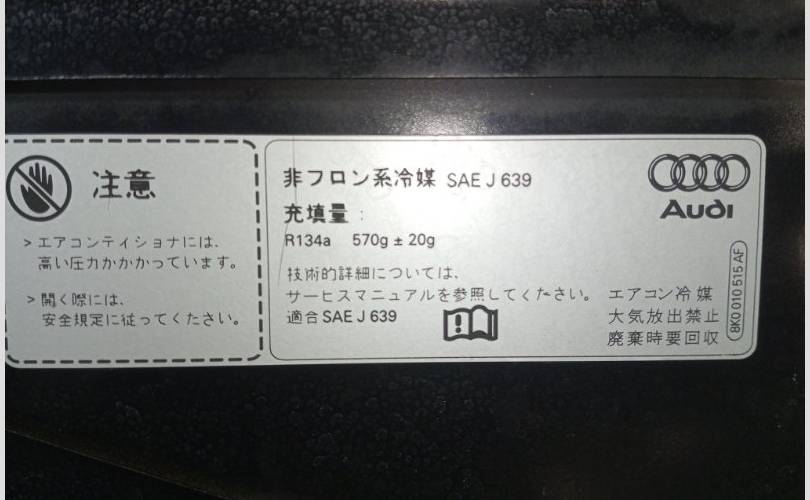 注意
> エアコンディショナには、
高い圧力がかかっています。
> 開く際には、
安全規定に従ってください。
非フロン系冷媒 SAE J 639
充填量 :
R134a 570g ± 20g
技術的詳細については、
サービスマニュアルを参照してください。
適合 SAE J 639
Audi
エアコン冷媒
大気放出禁止
廃棄時要回収
8K0 010 515 AF